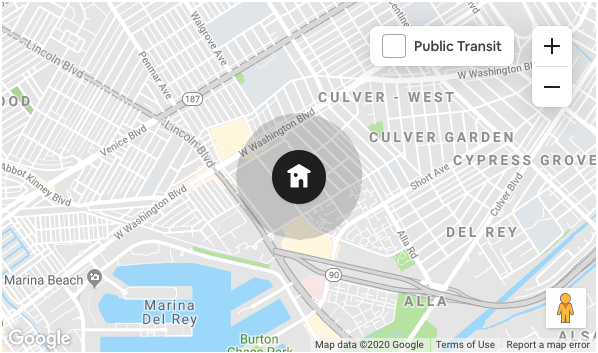 Lincoln Blvd
Walgrove Ave
Penmar Ave
Public Transit
W Washington Blvd
187
CULVER - WEST
OOD
Lincoln Blvd
W Washington Blvd
Venice Blvd
CULVER GARDEN
CYPRESS GROVE
Abbot Kinney Blvd
Short Ave
Culver Blvd
W Washington Blvd
DEL REY
Alla Rd
Marina Beach
90
Marina
Del Rey
ALLA
Burton
Chace Park
ALSA
Google
Map data ©2020 Google
Terms of Use
Report a map error